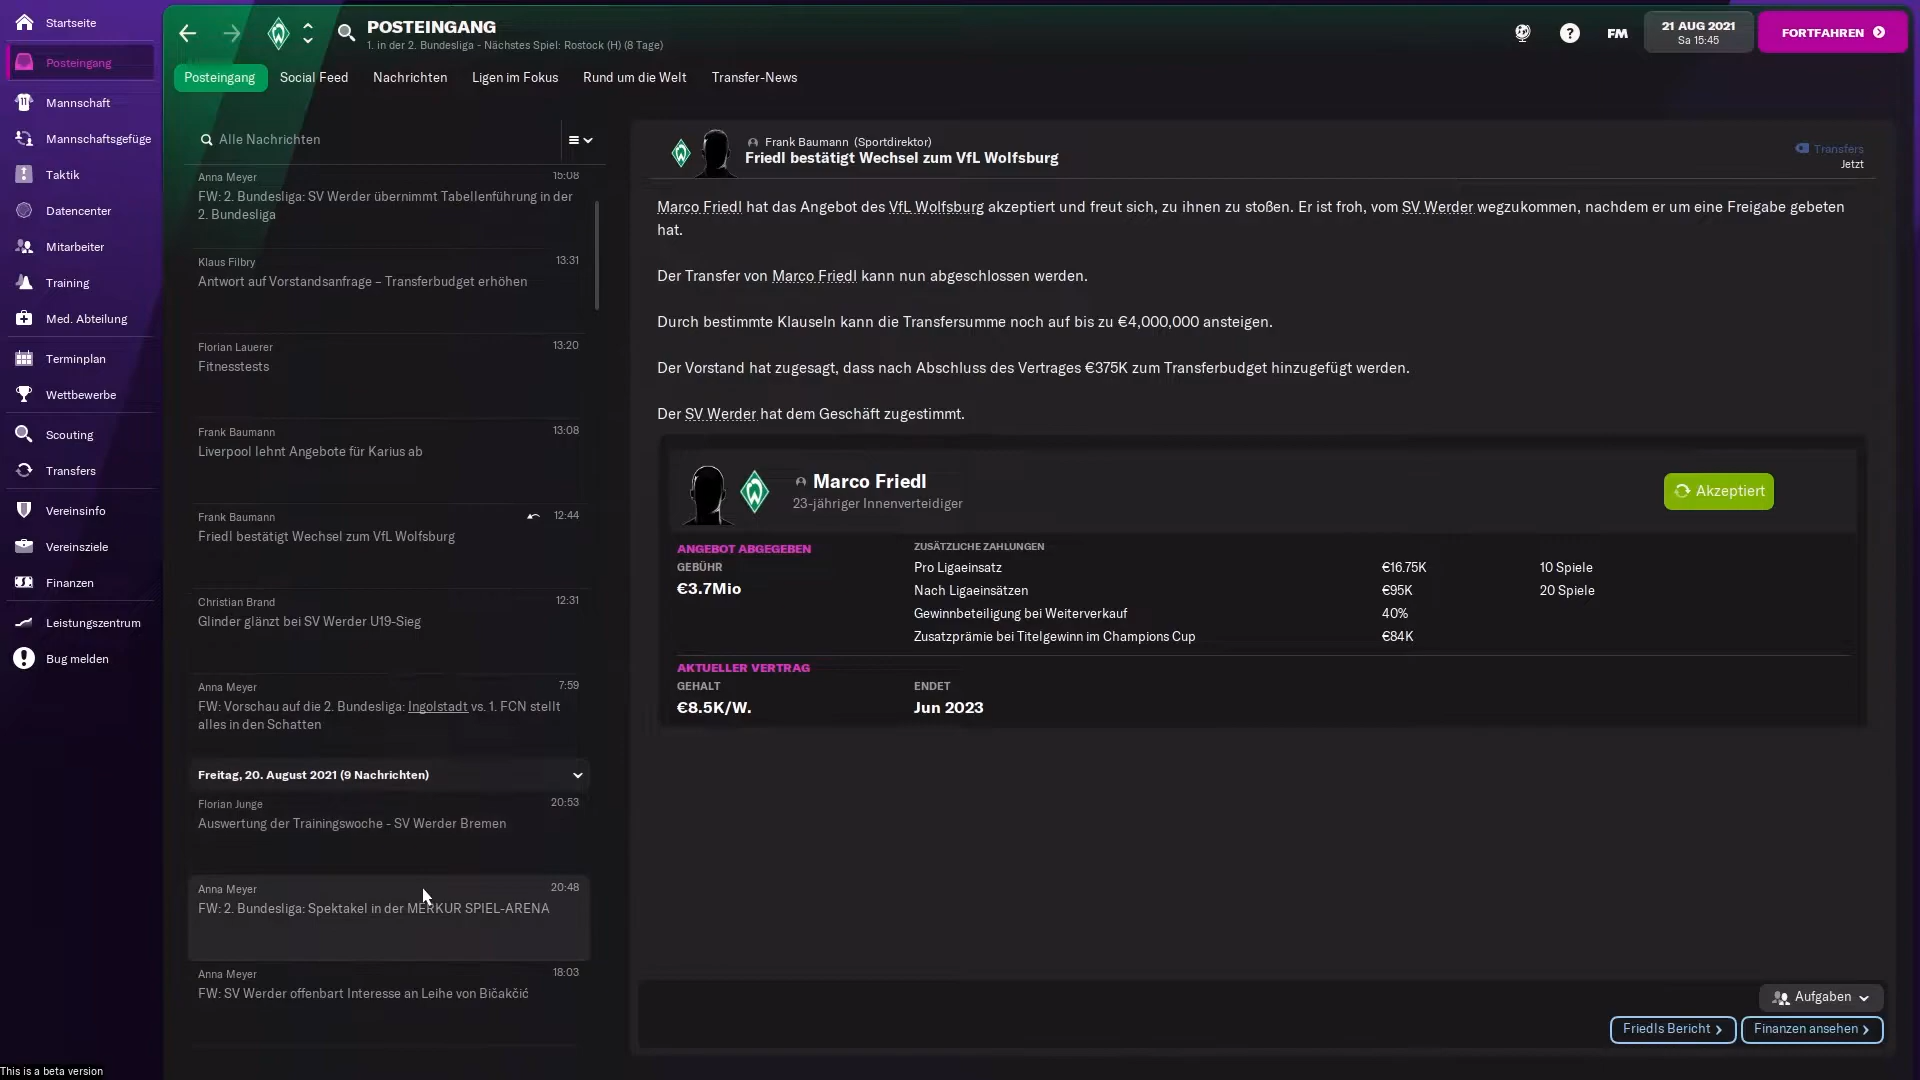 Startseite
Posteingang
Mannschaft
Mannschaftsgefüge
Taktik
Datencenter
Mitarbeiter
Training
Med. Abteilung
Terminplan
Wettbewerbe
Scouting
Transfers
Vereinsinfo
Vereinsziele
Finanzen
Leistungszentrum
Bug melden
This is a beta version
POSTEINGANG
1. in der 2. Bundesliga - Nächstes Spiel: Rostock (H) (8 Tage)
FM
21 AUG 2021
Sa 15:45
FORTFAHREN
Posteingang Social Feed Nachrichten Ligen im Fokus Rund um die Welt Transfer-News
Alle Nachrichten
Anna Meyer 15:08
FW: 2. Bundesliga: SV Werder übernimmt Tabellenführung in der
2. Bundesliga
Klaus Filbry 13:31
Antwort auf Vorstandsanfrage – Transferbudget erhöhen
Florian Lauerer 13:20
Fitnesstests
Frank Baumann 13:08
Liverpool lehnt Angebote für Karius ab
Frank Baumann 12:44
Friedl bestätigt Wechsel zum VfL Wolfsburg
Christian Brand 12:31
Glinder glänzt bei SV Werder U19-Sieg
Anna Meyer 7:59
FW: Vorschau auf die 2. Bundesliga: Ingolstadt vs. 1. FCN stellt
alles in den Schatten
Freitag, 20. August 2021 (9 Nachrichten)
Florian Junge 20:53
Auswertung der Trainingswoche - SV Werder Bremen
Anna Meyer 20:48
FW: 2. Bundesliga: Spektakel in der MERKUR SPIEL-ARENA
Anna Meyer 18:03
FW: SV Werder offenbart Interesse an Leihe von Bičakčić
Frank Baumann (Sportdirektor)
Friedl bestätigt Wechsel zum VfL Wolfsburg
Transfers
Jetzt
Marco Friedl hat das Angebot des VfL Wolfsburg akzeptiert und freut sich, zu ihnen zu stoßen. Er ist froh, vom SV Werder wegzukommen, nachdem er um eine Freigabe gebeten
hat.
Der Transfer von Marco Friedl kann nun abgeschlossen werden.
Durch bestimmte Klauseln kann die Transfersumme noch auf bis zu €4,000,000 ansteigen.
Der Vorstand hat zugesagt, dass nach Abschluss des Vertrages €375K zum Transferbudget hinzugefügt werden.
Der SV Werder hat dem Geschäft zugestimmt.
Marco Friedl
23-jähriger Innenverteidiger
Akzeptiert
ANGEBOT ABGEGEBEN
GEBÜHR
€3.7Mio
ZUSÄTZLICHE ZAHLUNGEN
Pro Ligaeinsatz €16.75K 10 Spiele
Nach Ligaeinsätzen €95K 20 Spiele
Gewinnbeteiligung bei Weiterverkauf 40%
Zusatzprämie bei Titelgewinn im Champions Cup €84K
AKTUELLER VERTRAG
GEHALT ENDET
€8.5K/W. Jun 2023
Aufgaben
Friedls Bericht Finanzen ansehen